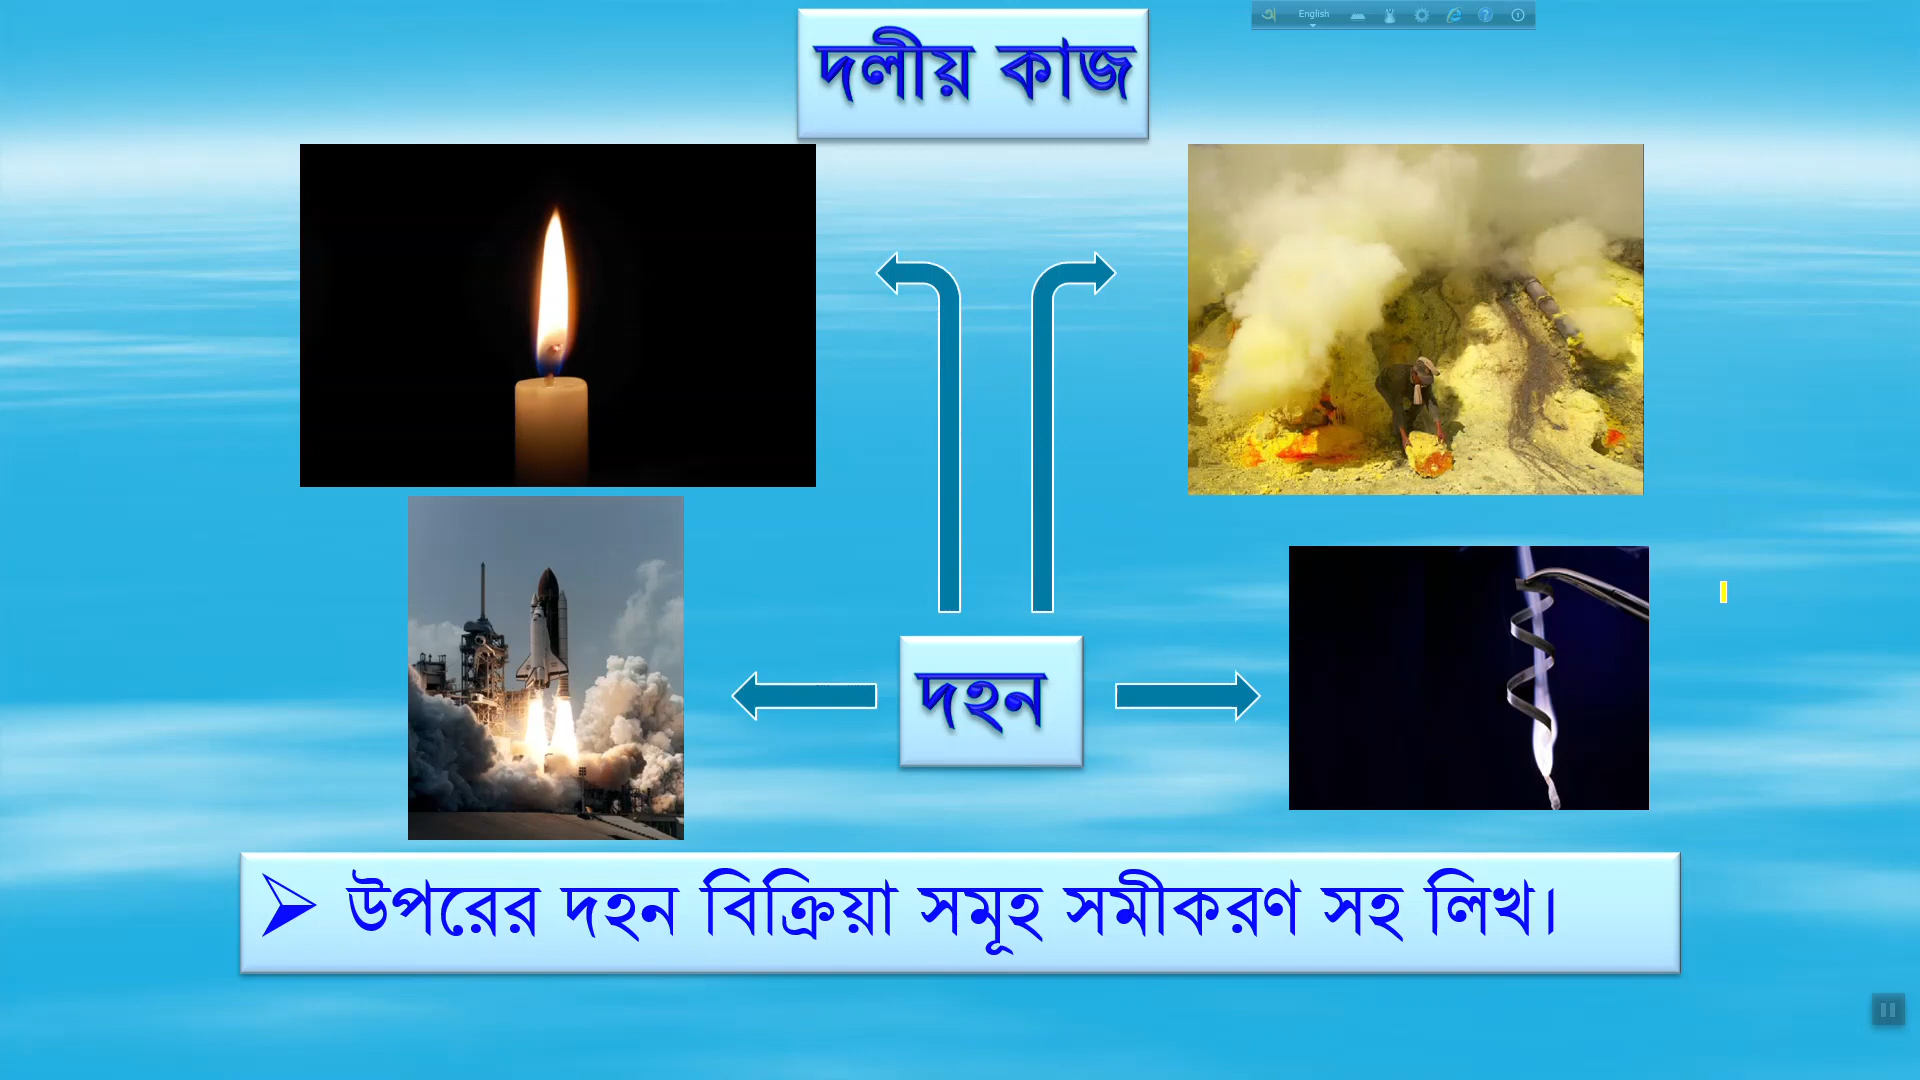 English
দলীয় কাজ
দহন
➢ উপরের দহন বিক্রিয়া সমূহ সমীকরণ সহ লিখ।